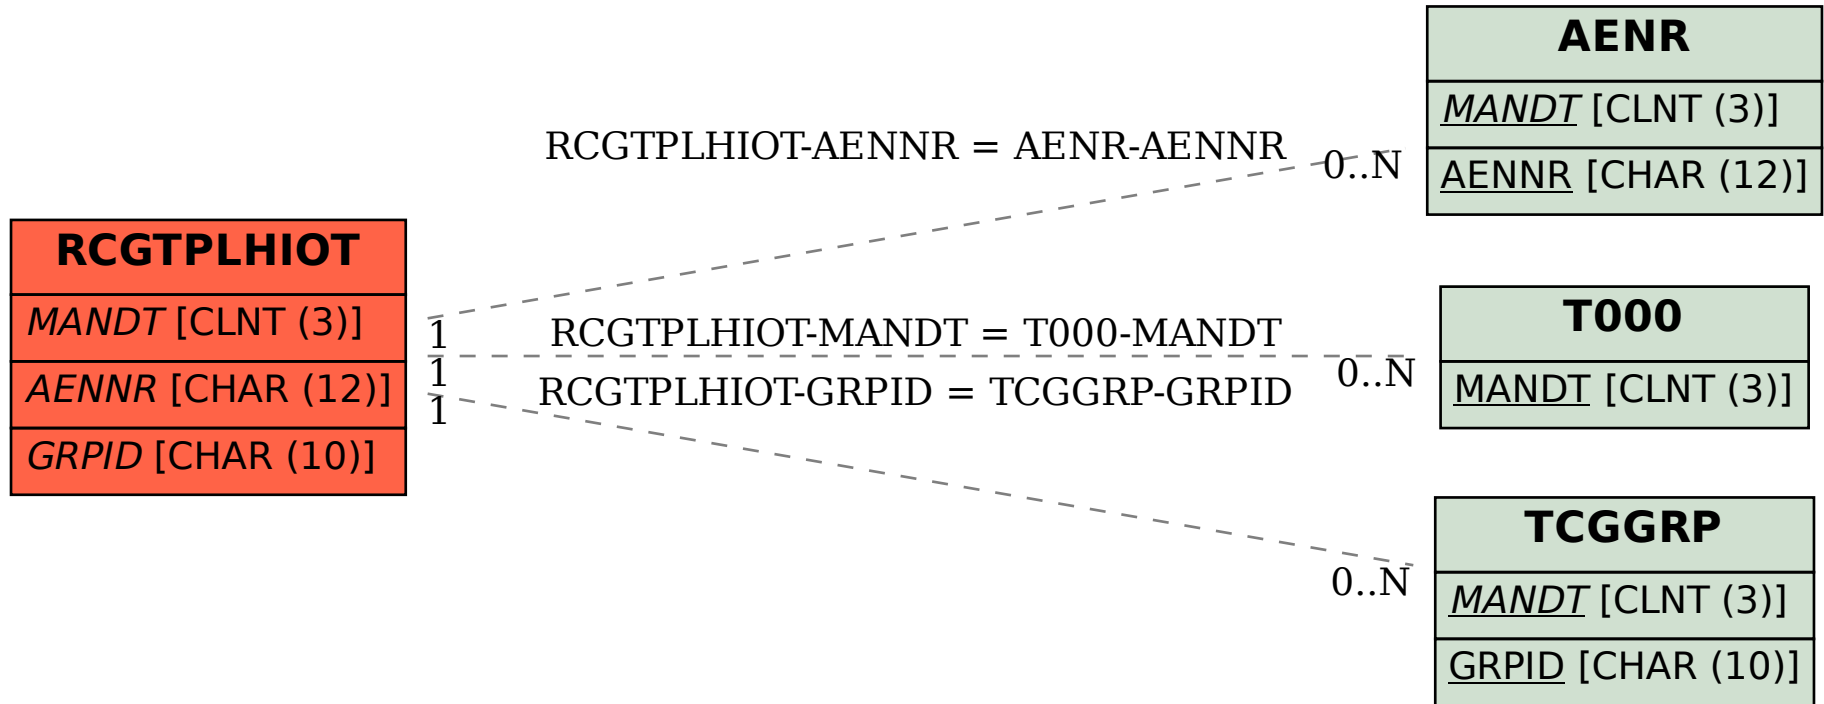 RCGTPLHIOT
MANDT [CLNT (3)]
AENNR [CHAR (12)]
GRPID [CHAR (10)]
RCGTPLHIOT-AENNR = AENR-AENNR
0..N
1
RCGTPLHIOT-MANDT = T000-MANDT
0..N
1
RCGTPLHIOT-GRPID = TCGGRP-GRPID
0..N
1
AENR
MANDT [CLNT (3)]
AENNR [CHAR (12)]
T000
MANDT [CLNT (3)]
TCGGRP
MANDT [CLNT (3)]
GRPID [CHAR (10)]